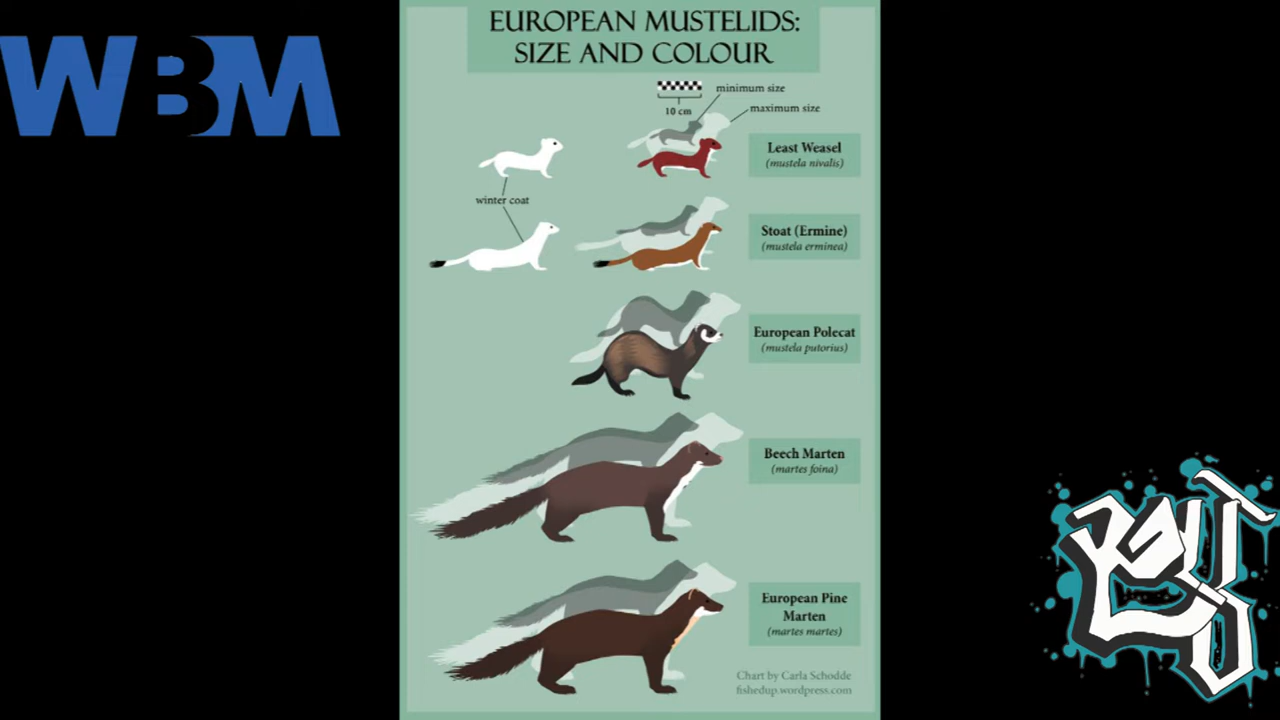 WBM
EUROPEAN MUSTELIDS:
SIZE AND COLOUR
minimum size
10 cm
maximum size
Least Weasel
(mustela nivalis)
winter coat
Stoat (Ermine)
(mustela erminea)
European Polecat
(mustela putorius)
Beech Marten
(martes foina)
European Pine
Marten
(martes martes)
Chart by Carla Schodde
fishedup.wordpress.com